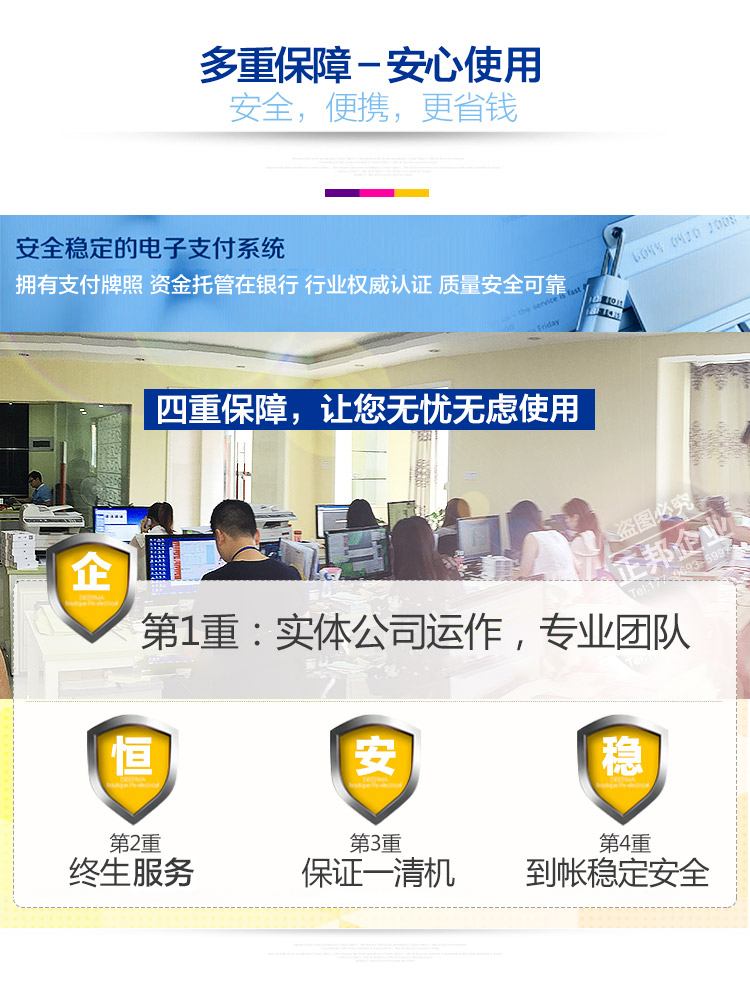 多重保障－安心使用
安全，便携，更省钱
安全稳定的电子支付系统
拥有支付牌照 资金托管在银行 行业权威认证 质量安全可靠
四重保障，让您无忧无虑使用
盗图必究
正邦企业
企
第1重：实体公司运作，专业团队
恒
安
稳
第2重
第3重
第4重
终生服务
保证一清机
到帐稳定安全